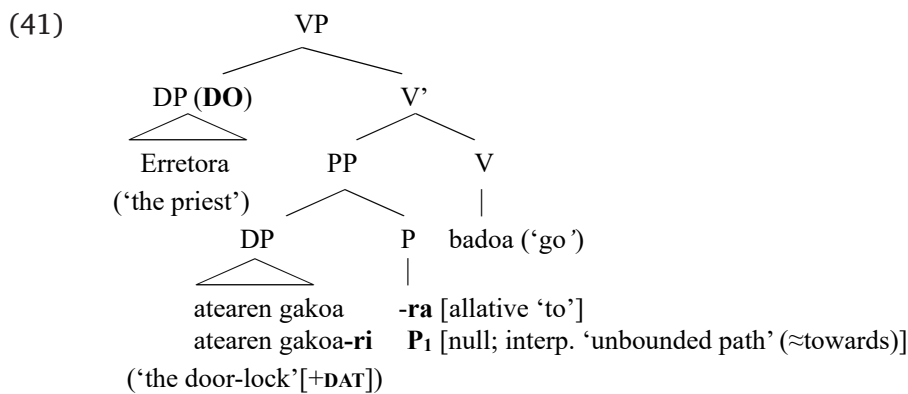 (41)
VP
DP (DO) V’
Erretora PP V
(‘the priest’)
DP P badoa (‘go’)
atearen gakoa -ra [allative ‘to’]
atearen gakoa-ri P₁ [null; interp. ‘unbounded path’ (≈towards)]
(‘the door-lock’[+DAT])